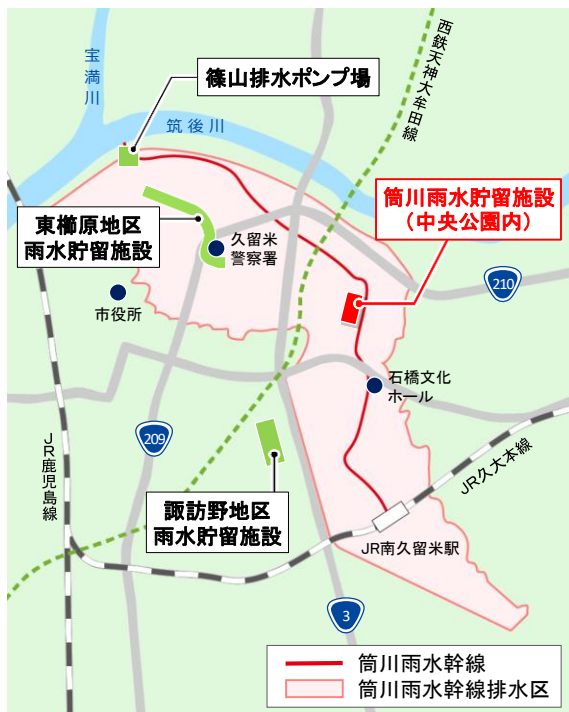 宝満川
筑後川
西鉄天神大牟田線
篠山排水ポンプ場
筒川雨水貯留施設
（中央公園内）
東櫛原地区
雨水貯留施設
久留米
警察署
210
市役所
石橋文化
ホール
209
JR鹿児島線
JR久大本線
諏訪野地区
雨水貯留施設
JR南久留米駅
3
筒川雨水幹線
筒川雨水幹線排水区